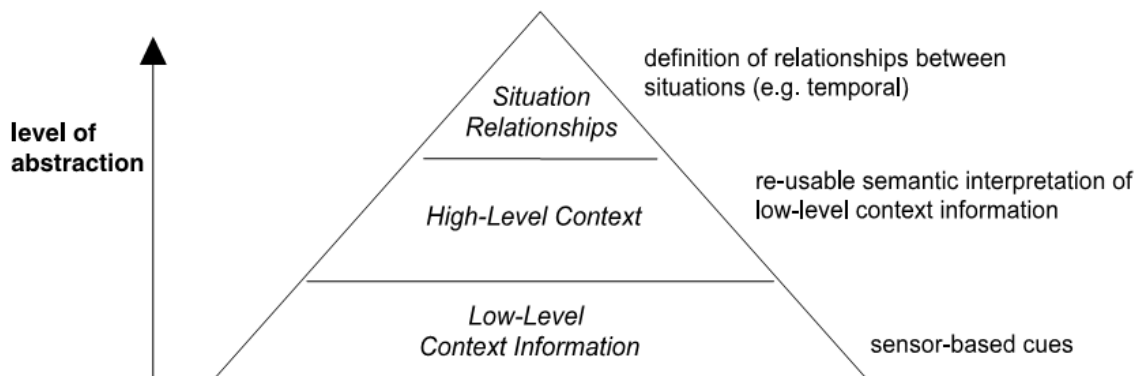 definition of relationships between
situations (e.g. temporal)
Situation
Relationships
level of
abstraction
re-usable semantic interpretation of
low-level context information
High-Level Context
Low-Level
Context Information
sensor-based cues